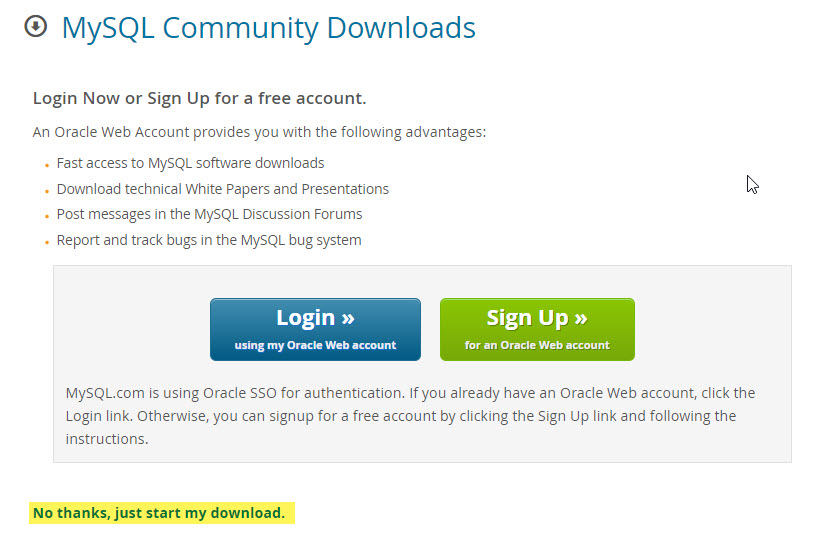 MySQL Community Downloads
Login Now or Sign Up for a free account.
An Oracle Web Account provides you with the following advantages:
Fast access to MySQL software downloads
Download technical White Papers and Presentations
Post messages in the MySQL Discussion Forums
Report and track bugs in the MySQL bug system
Login »
using my Oracle Web account
Sign Up »
for an Oracle Web account
MySQL.com is using Oracle SSO for authentication. If you already have an Oracle Web account, click the
Login link. Otherwise, you can signup for a free account by clicking the Sign Up link and following the
instructions.
No thanks, just start my download.